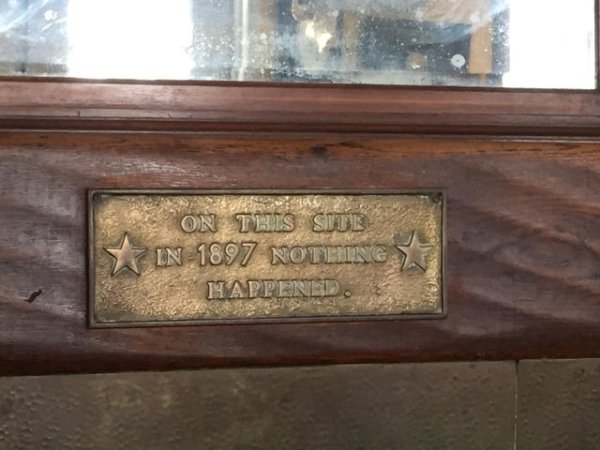 ON THIS SITE
IN 1897 NOTHING
HAPPENED.